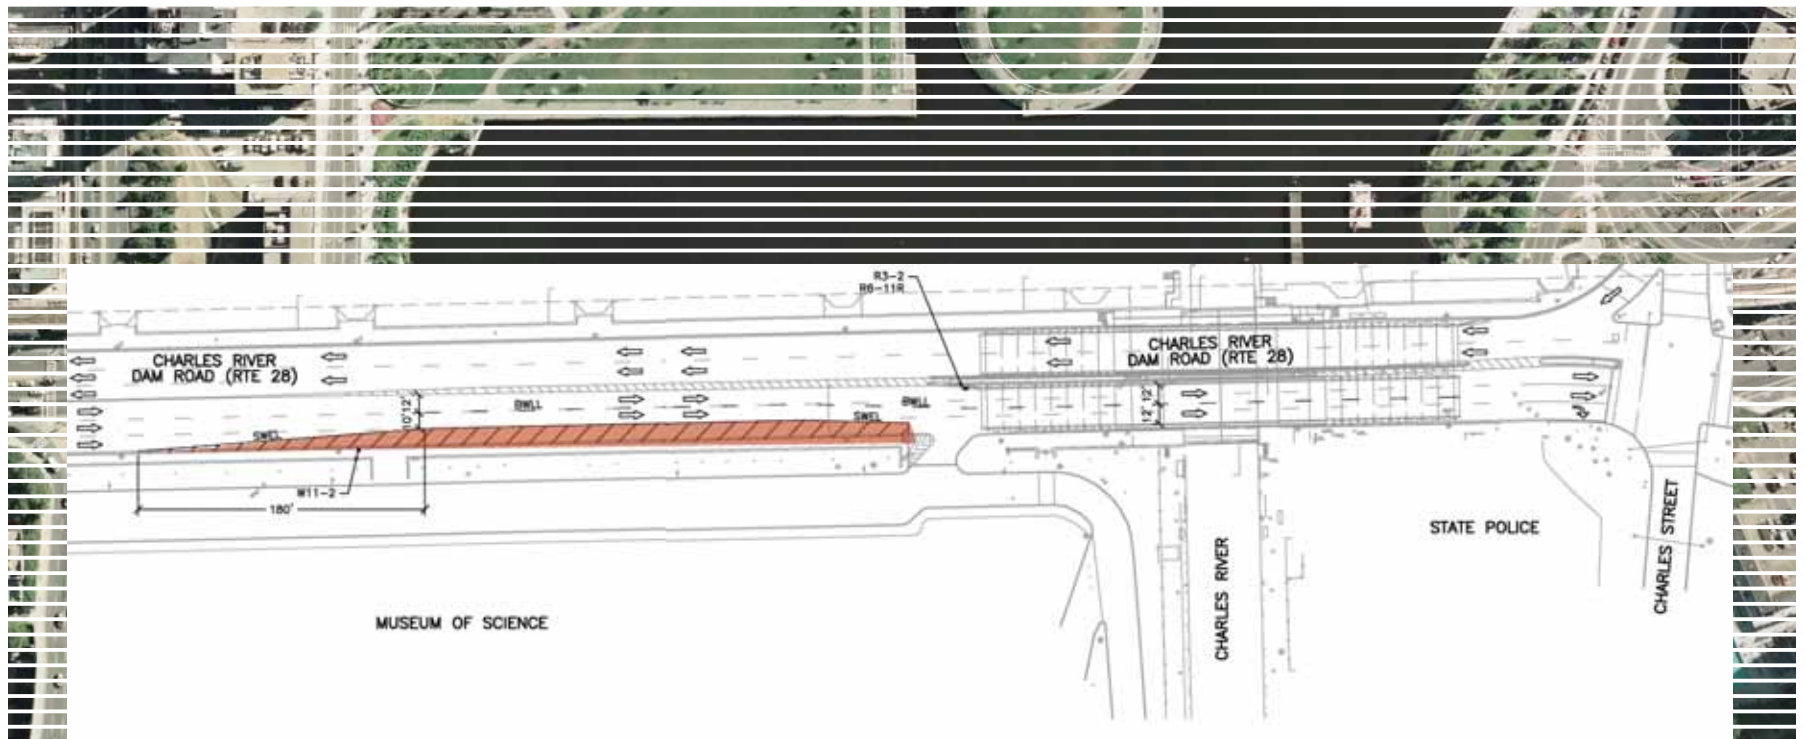 R3-2
R6-11R
CHARLES RIVER
DAM ROAD (RTE 28)
CHARLES RIVER
DAM ROAD (RTE 28)
10'12'
BWLL
BWLL
12' 12'
SWEL
SWEL
W11-2
180'
STATE POLICE
CHARLES STREET
CHARLES RIVER
MUSEUM OF SCIENCE